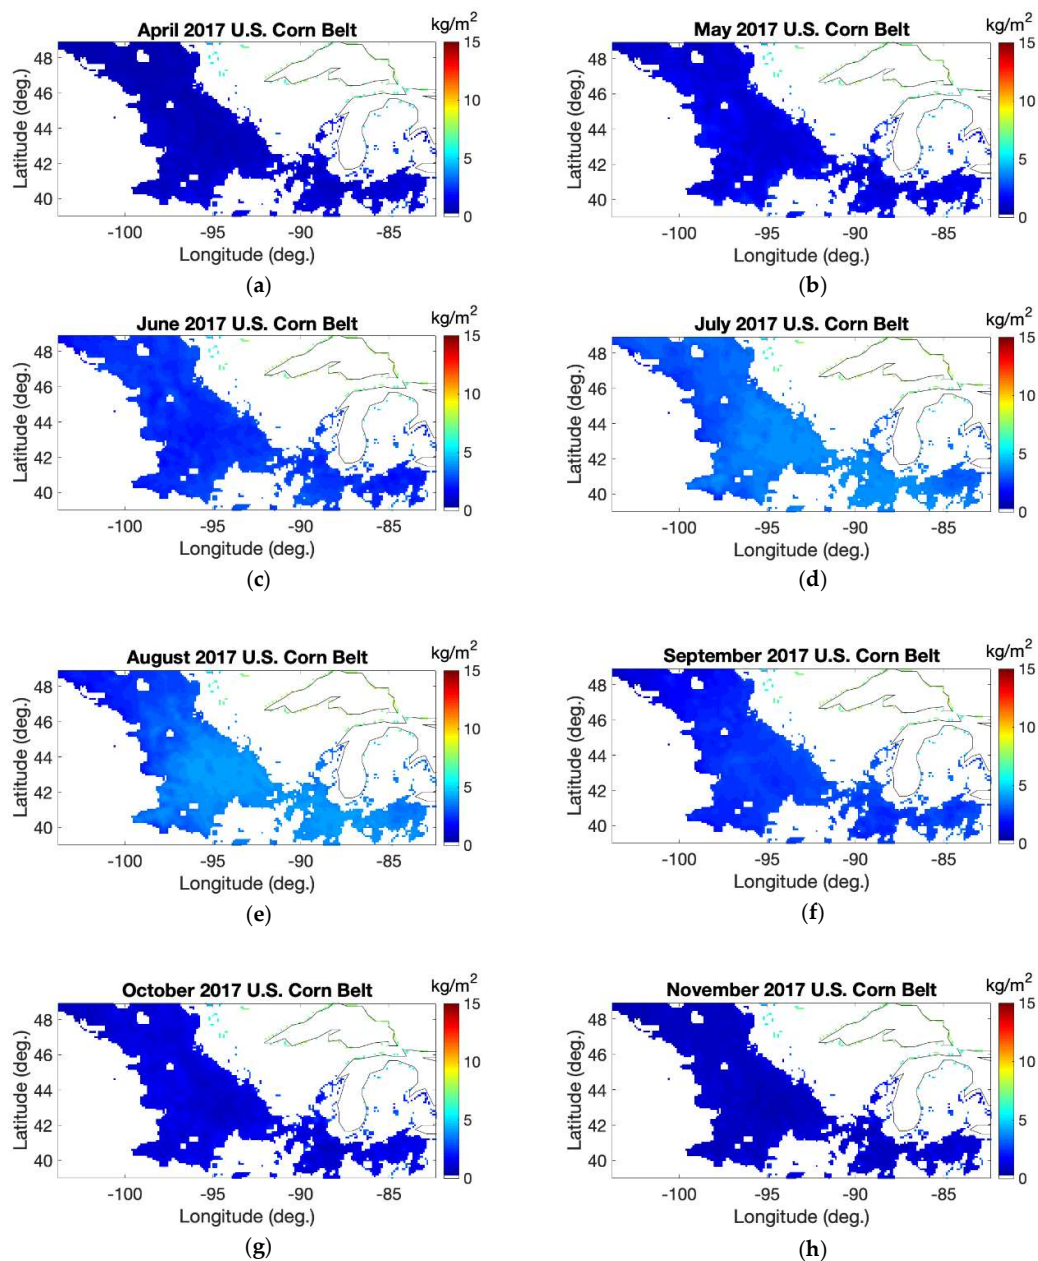 April 2017 U.S. Corn Belt
kg/m2
Latitude (deg.)
48
46
44
42
40
-100
-95
-90
-85
Longitude (deg.)
15
10
5
0
(a)
May 2017 U.S. Corn Belt
kg/m2
Latitude (deg.)
48
46
44
42
40
-100
-95
-90
-85
Longitude (deg.)
15
10
5
0
(b)
June 2017 U.S. Corn Belt
kg/m2
Latitude (deg.)
48
46
44
42
40
-100
-95
-90
-85
Longitude (deg.)
15
10
5
0
(c)
July 2017 U.S. Corn Belt
kg/m2
Latitude (deg.)
48
46
44
42
40
-100
-95
-90
-85
Longitude (deg.)
15
10
5
0
(d)
August 2017 U.S. Corn Belt
kg/m2
Latitude (deg.)
48
46
44
42
40
-100
-95
-90
-85
Longitude (deg.)
15
10
5
0
(e)
September 2017 U.S. Corn Belt
kg/m2
Latitude (deg.)
48
46
44
42
40
-100
-95
-90
-85
Longitude (deg.)
15
10
5
0
(f)
October 2017 U.S. Corn Belt
kg/m2
Latitude (deg.)
48
46
44
42
40
-100
-95
-90
-85
Longitude (deg.)
15
10
5
0
(g)
November 2017 U.S. Corn Belt
kg/m2
Latitude (deg.)
48
46
44
42
40
-100
-95
-90
-85
Longitude (deg.)
15
10
5
0
(h)